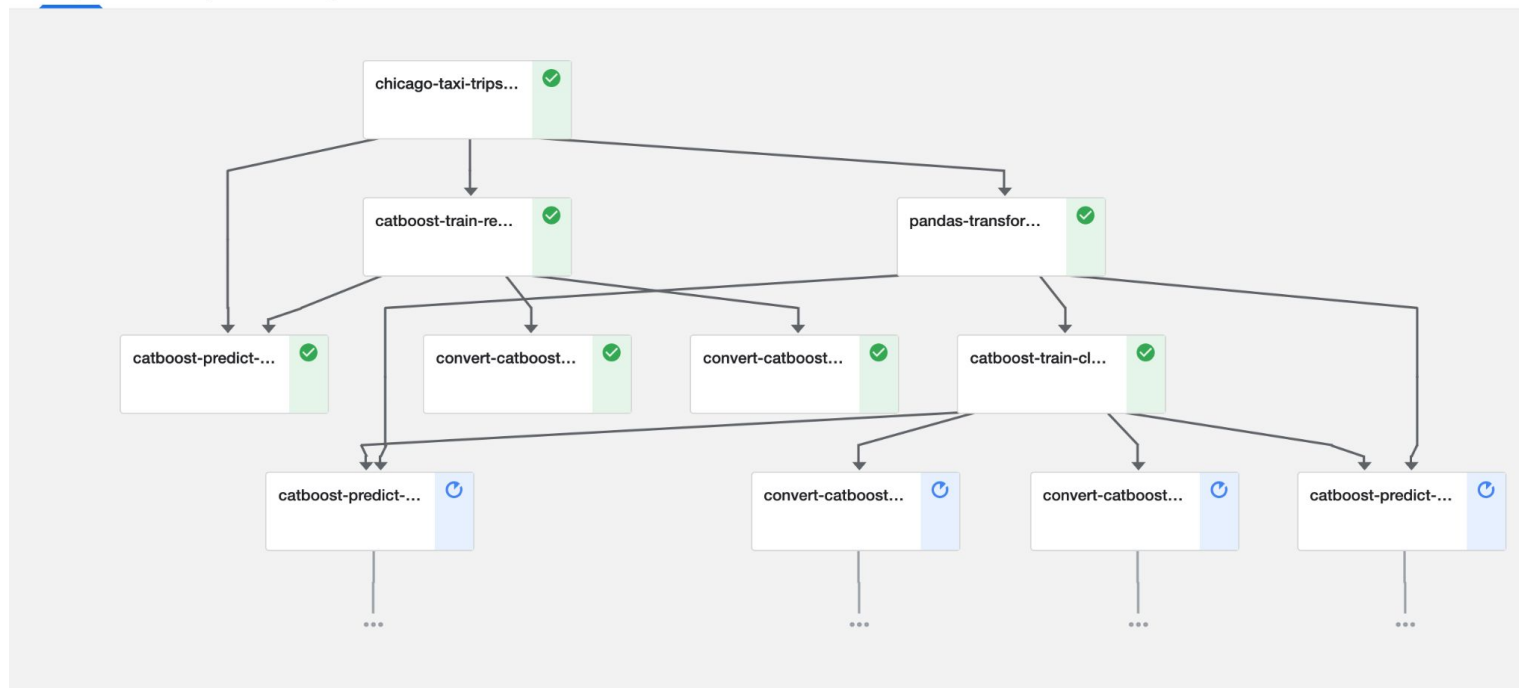 chicago-taxi-trips...
catboost-train-re...
pandas-transfor...
catboost-predict-...
convert-catboost...
convert-catboost...
catboost-train-cl...
catboost-predict-...
convert-catboost...
convert-catboost...
catboost-predict-...